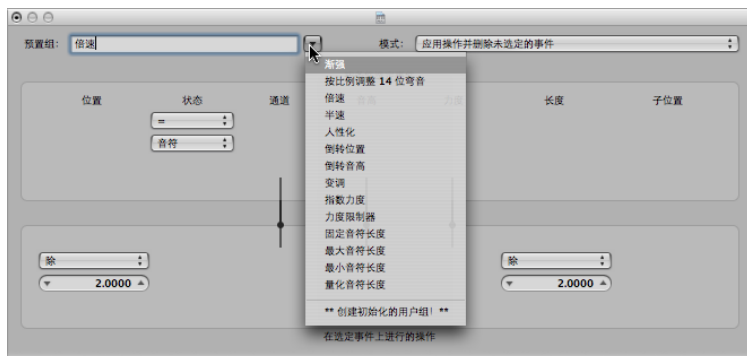 预置组: 倍速 模式: 应用操作并删除未选定的事件
渐强
按比例调整 14 位弯音
位置 状态 通道 倍速 长度 子位置
= 半速
音符 人性化
倒转位置
倒转音高
变调
指数力度
力度限制器
固定音符长度
除 最大音符长度 除
最小音符长度
2.0000 量化音符长度 2.0000
** 创建初始化的用户组! **
在选定事件上进行的操作